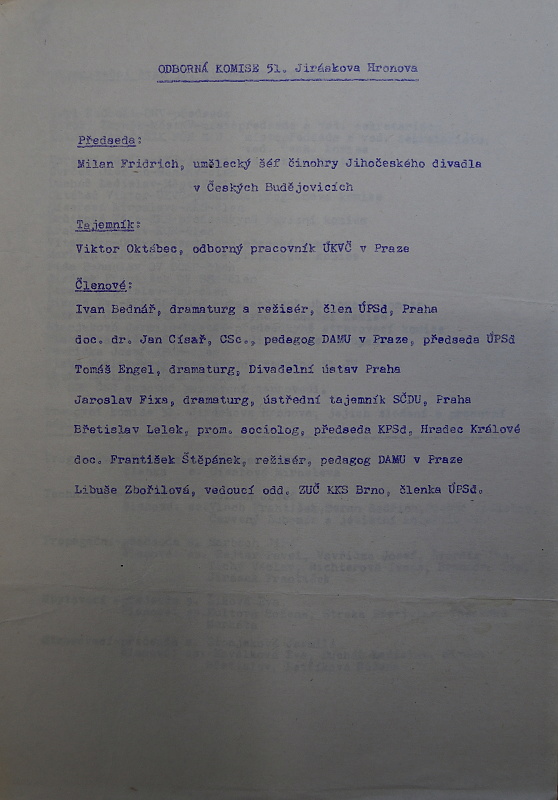 ODBORNÁ KOMISE 51. Jiráskova Hronova
Předseda:
Milan Fridrich, umělecký šéf činohry Jihočeského divadla
v Českých Budějovicích
Tajemník:
Viktor Oktábec, odborný pracovník ÚKVČ v Praze
Členové:
Ivan Bednář, dramaturg a režisér, člen ÚPSd, Praha
doc. dr. Jan Císař, CSc., pedagog DAMU v Praze, předseda ÚPSd
Tomáš Engel, dramaturg, Divadelní ústav Praha
Jaroslav Fixa, dramaturg, ústřední tajemník SČDU, Praha
Břetislav Lelek, prom. sociolog, předseda KPSd, Hradec Králové
doc. František Štěpánek, režisér, pedagog DAMU v Praze
Libuše Zbořilová, vedoucí odd. ZUČ KKS Brno, členka ÚPSd.